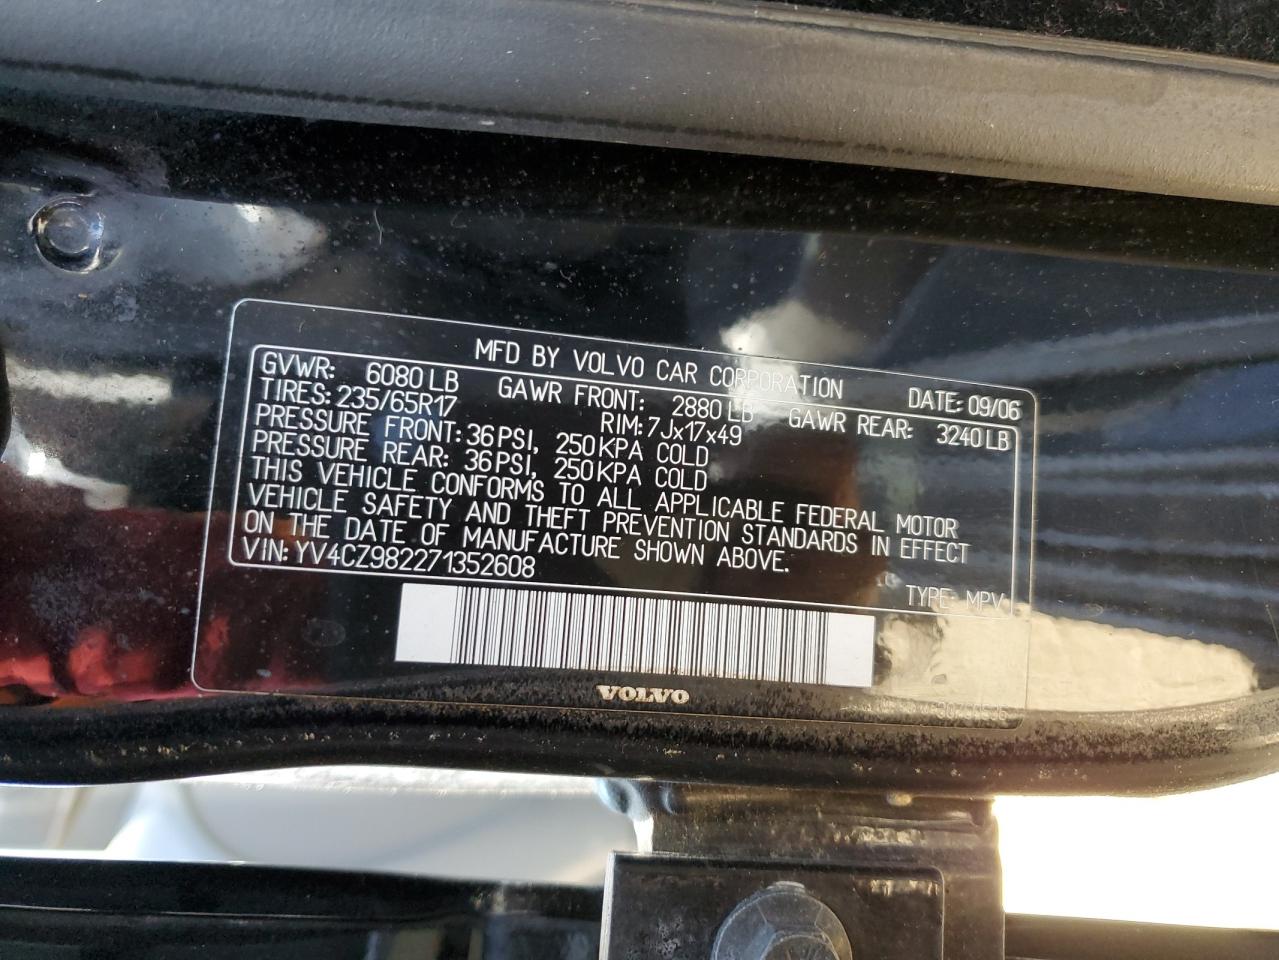 MFD BY VOLVO CAR CORPORATION DATE: 09/06
GVWR: 6080 LB GAWR FRONT: 2880 LB GAWR REAR: 3240 LB
TIRES: 235/65R17 RIM: 7Jx17x49
PRESSURE FRONT: 36 PSI, 250 KPA COLD
PRESSURE REAR: 36 PSI, 250 KPA COLD
THIS VEHICLE CONFORMS TO ALL APPLICABLE FEDERAL MOTOR
VEHICLE SAFETY AND THEFT PREVENTION STANDARDS IN EFFECT
ON THE DATE OF MANUFACTURE SHOWN ABOVE.
VIN: YV4CZ982271352608 TYPE: MPV
VOLVO